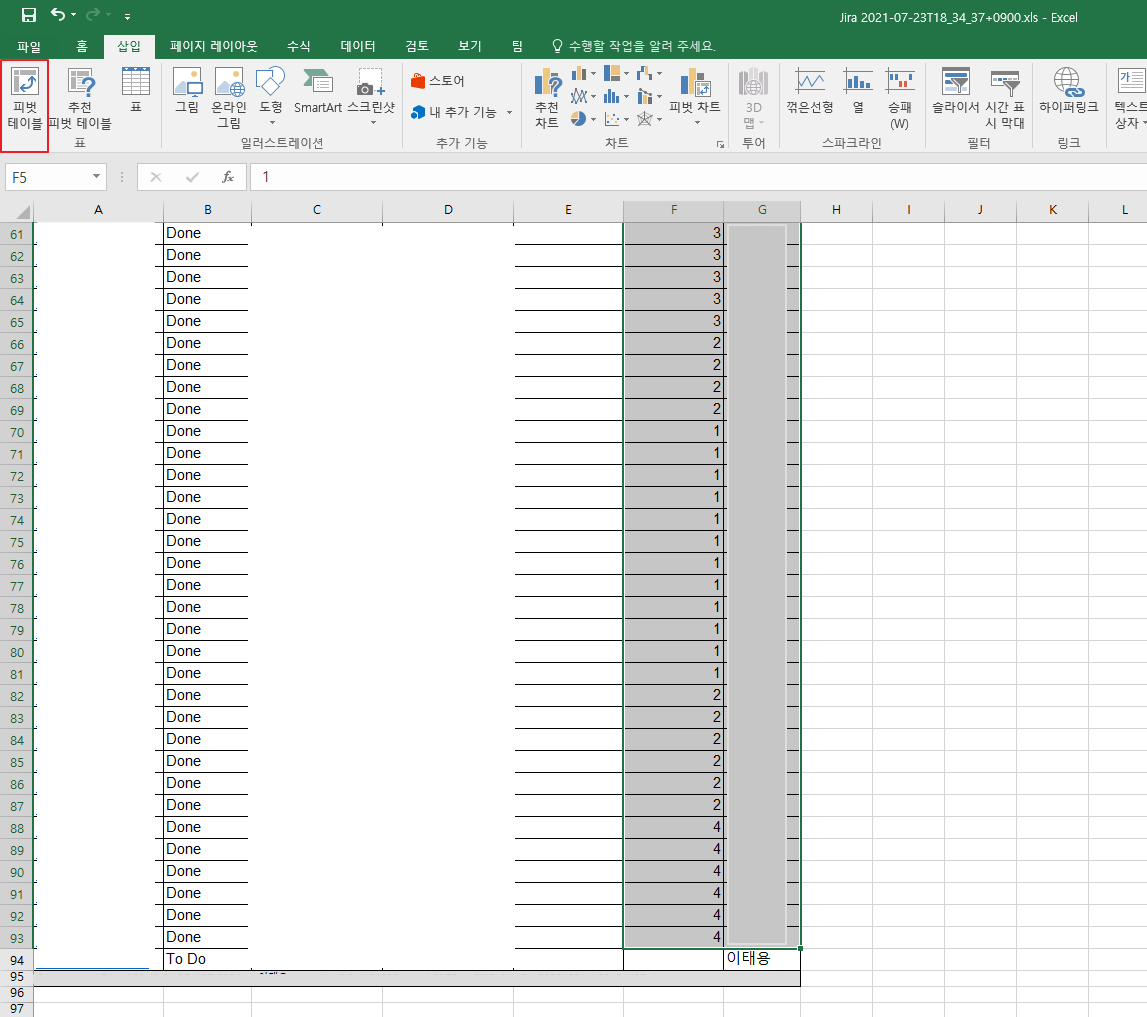 Jira 2021-07-23T18_34_37+0900.xls - Excel
파일 홈 삽입 페이지 레이아웃 수식 데이터 검토 보기 팀 수행할 작업을 알려 주세요.
피벗 테이블
추천 피벗 테이블
표
그림
온라인 그림
도형
SmartArt
스크린샷
스토어
내 추가 기능
추천 차트
피벗 차트
3D 맵
꺾은선형
열
승패 (W)
슬라이서
시간 표시 막대
하이퍼링크
텍스트 상자
표 일러스트레이션 추가 기능 차트 투어 스파크라인 필터 링크
F5 fx 1
A B C D E F G H I J K L
61 Done 3
62 Done 3
63 Done 3
64 Done 3
65 Done 3
66 Done 2
67 Done 2
68 Done 2
69 Done 2
70 Done 1
71 Done 1
72 Done 1
73 Done 1
74 Done 1
75 Done 1
76 Done 1
77 Done 1
78 Done 1
79 Done 1
80 Done 1
81 Done 1
82 Done 2
83 Done 2
84 Done 2
85 Done 2
86 Done 2
87 Done 2
88 Done 4
89 Done 4
90 Done 4
91 Done 4
92 Done 4
93 Done 4
94 To Do 이태용
95
96
97